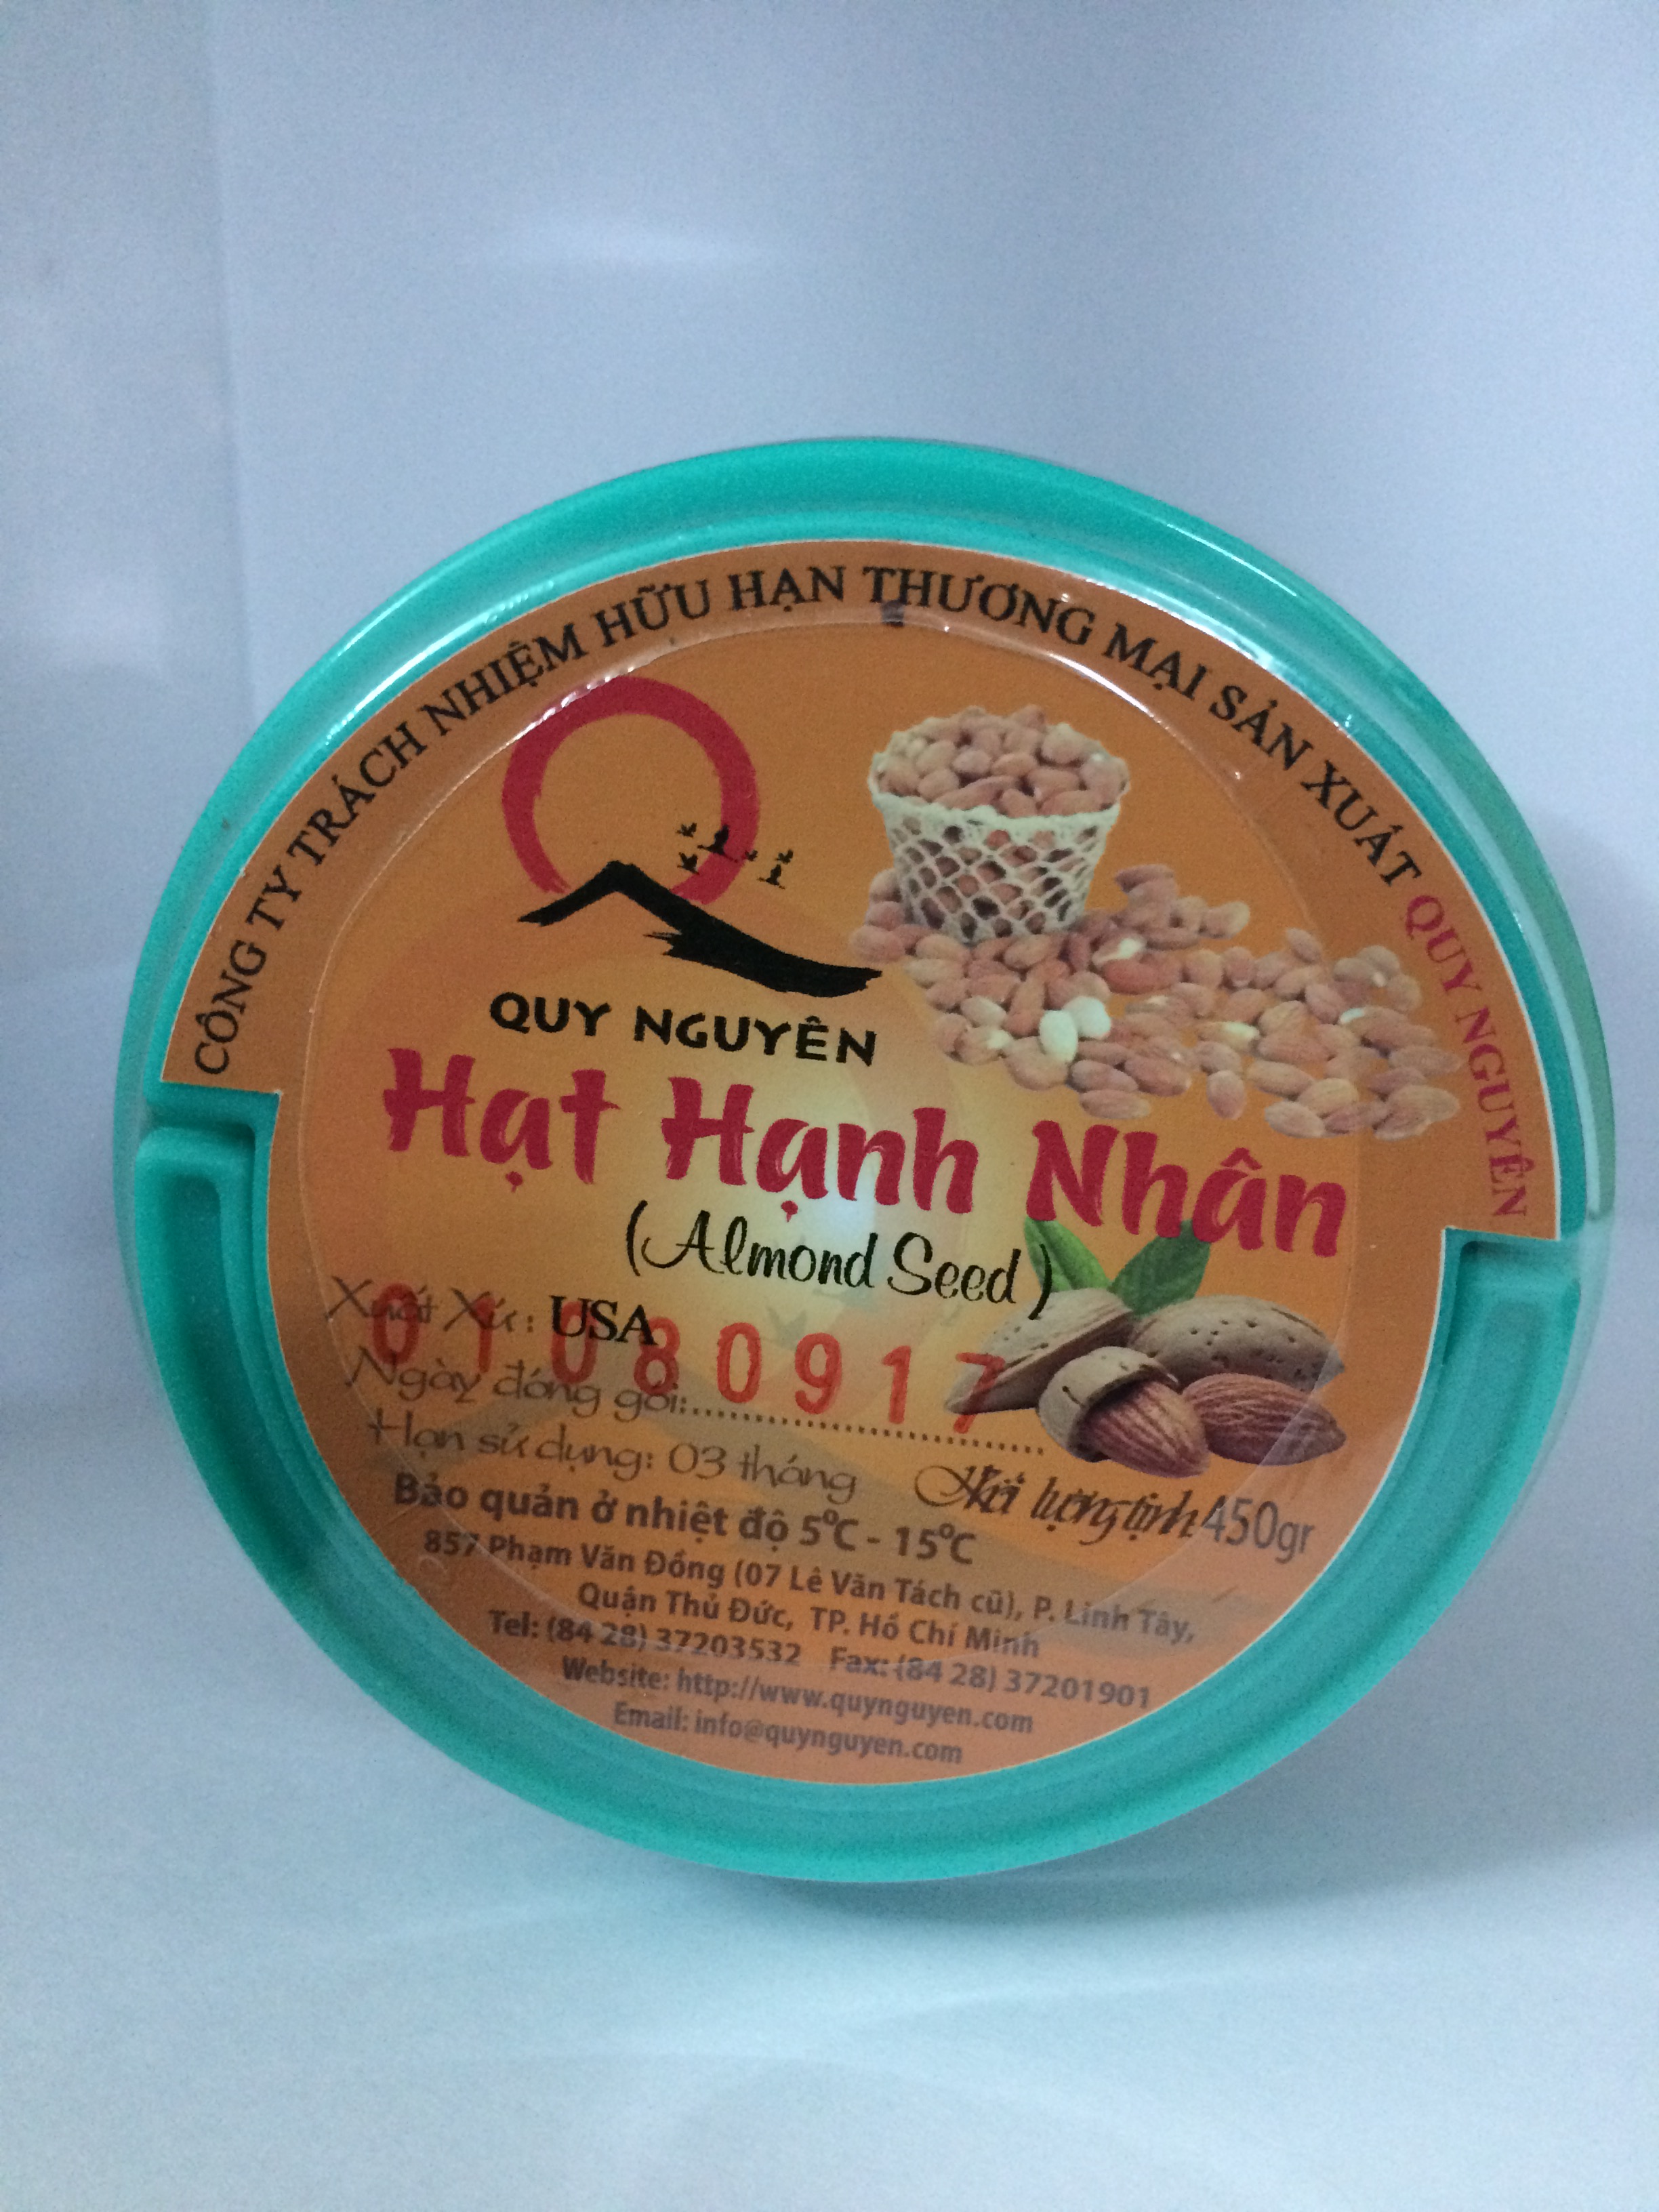 CÔNG TY TRÁCH NHIỆM HỮU HẠN THƯƠNG MẠI SẢN XUẤT QUY NGUYÊN
QUY NGUYÊN
Hạt Hạnh Nhân
(Almond Seed)
Xuất Xứ: USA
01080917
Ngày đóng gói:
Hạn sử dụng: 03 tháng
Khối lượng tịnh 450gr
Bảo quản ở nhiệt độ 5°C - 15°C
857 Phạm Văn Đồng (07 Lê Văn Tách cũ), P. Linh Tây,
Quận Thủ Đức, TP. Hồ Chí Minh
Tel: (84 28) 37203532 Fax: (84 28) 37201901
Website: http://www.quynguyen.com
Email: info@quynguyen.com